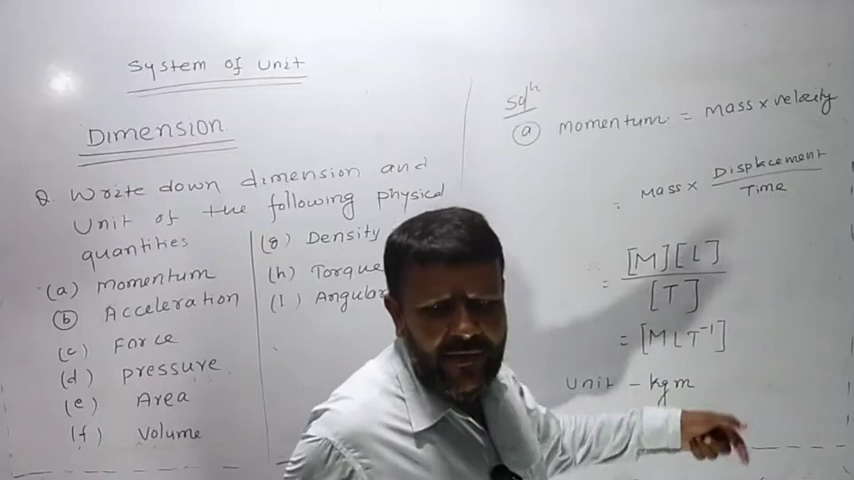 System of Unit
Dimension
Q. Write down dimension and
Unit of the following physical
quantities
(a) Momentum
(b) Acceleration
(c) Force
(d) pressure
(e) Area
(f) Volume
(g) Density
(h) Torque
(I) Angular
Solⁿ
(a) Momentum = Mass × velocity
= Mass × Displacement / Time
= [M][L] / [T]
= [MLT⁻¹]
Unit - kgm